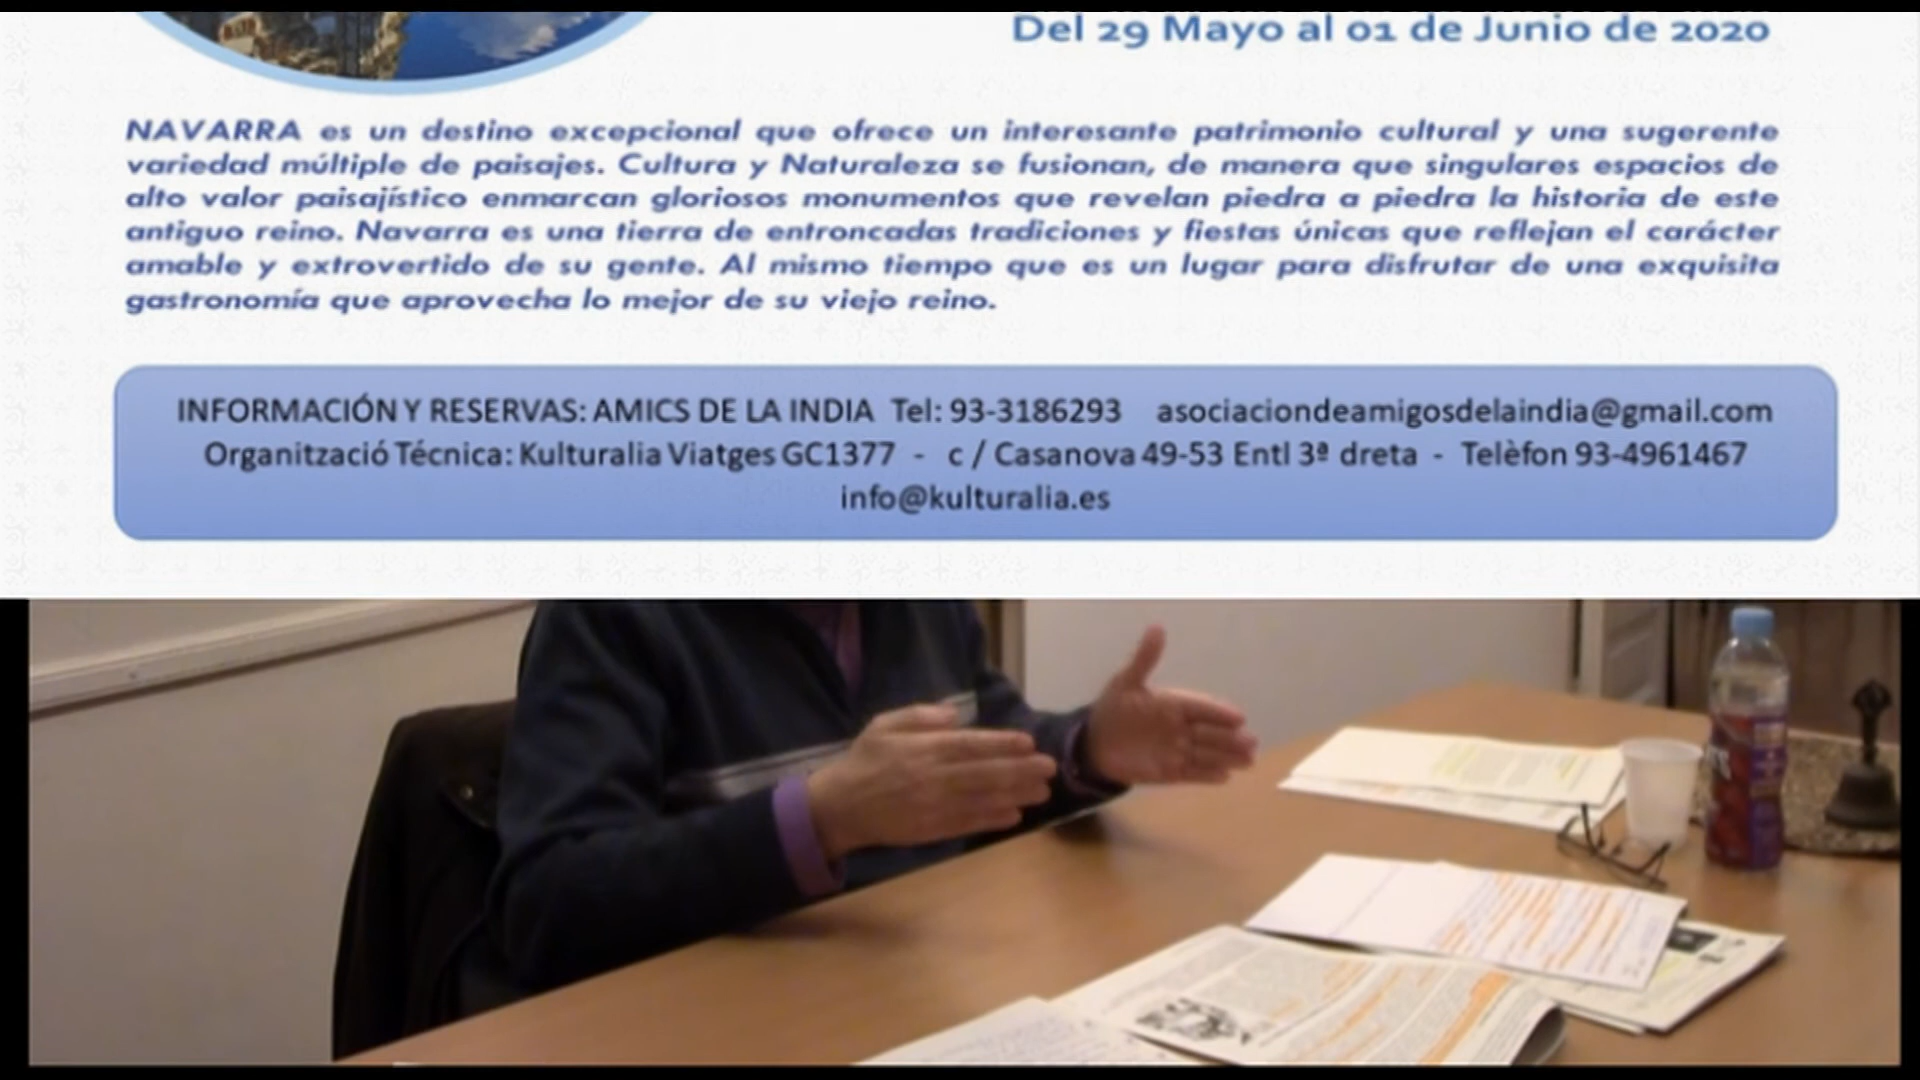 Del 29 Mayo al 01 de Junio de 2020
NAVARRA es un destino excepcional que ofrece un interesante patrimonio cultural y una sugerente
variedad múltiple de paisajes. Cultura y Naturaleza se fusionan, de manera que singulares espacios de
alto valor paisajístico enmarcan gloriosos monumentos que revelan piedra a piedra la historia de este
antiguo reino. Navarra es una tierra de entroncadas tradiciones y fiestas únicas que reflejan el carácter
amable y extrovertido de su gente. Al mismo tiempo que es un lugar para disfrutar de una exquisita
gastronomía que aprovecha lo mejor de su viejo reino.
INFORMACIÓN Y RESERVAS: AMICS DE LA INDIA Tel: 93-3186293 asociaciondeamigosdelaindia@gmail.com
Organització Técnica: Kulturalia Viatges GC1377 - c / Casanova 49-53 Entl 3ª dreta - Telèfon 93-4961467
info@kulturalia.es